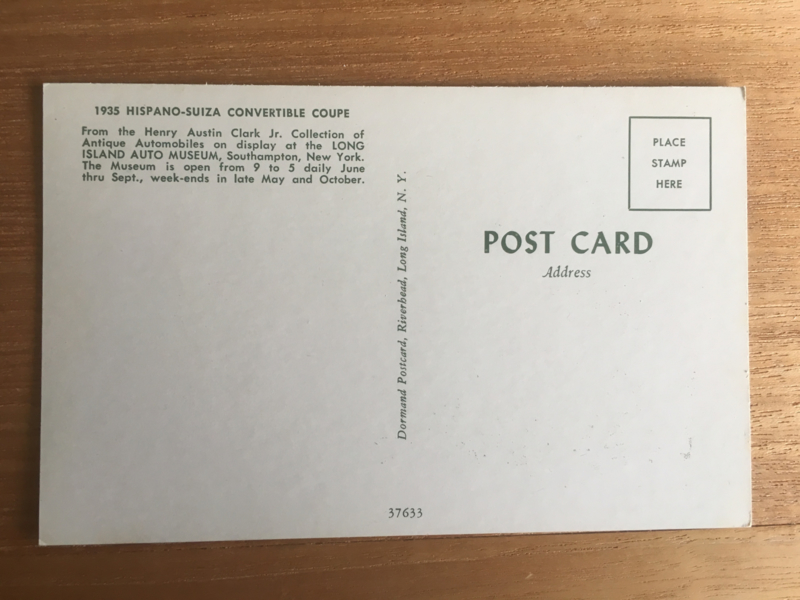 1935 HISPANO-SUIZA CONVERTIBLE COUPE
From the Henry Austin Clark Jr. Collection of
Antique Automobiles on display at the LONG
ISLAND AUTO MUSEUM, Southampton, New York.
The Museum is open from 9 to 5 daily June
thru Sept., week-ends in late May and October.
Dormand Postcard, Riverhead, Long Island, N. Y.
PLACE
STAMP
HERE
POST CARD
Address
37633